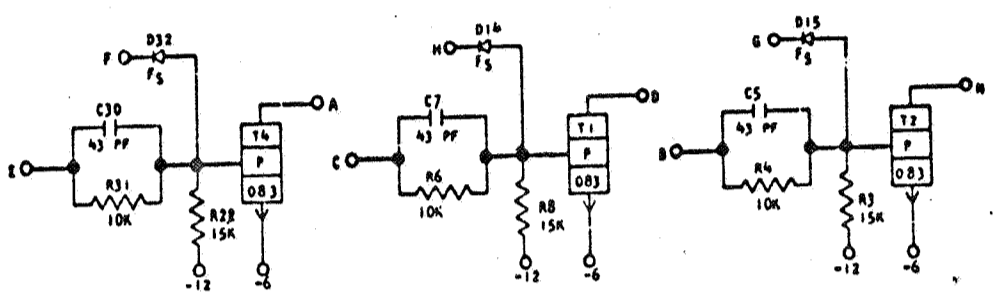 F
D32
FS
C30
43 PF
R31
10K
A
T4
P
083
R28
15K
-12
-6
H
D14
FS
C
C7
43 PF
R6
10K
D
T1
P
083
R8
15K
-12
-6
G
D15
FS
B
C5
43 PF
R4
10K
T2
P
083
R3
15K
-12
-6